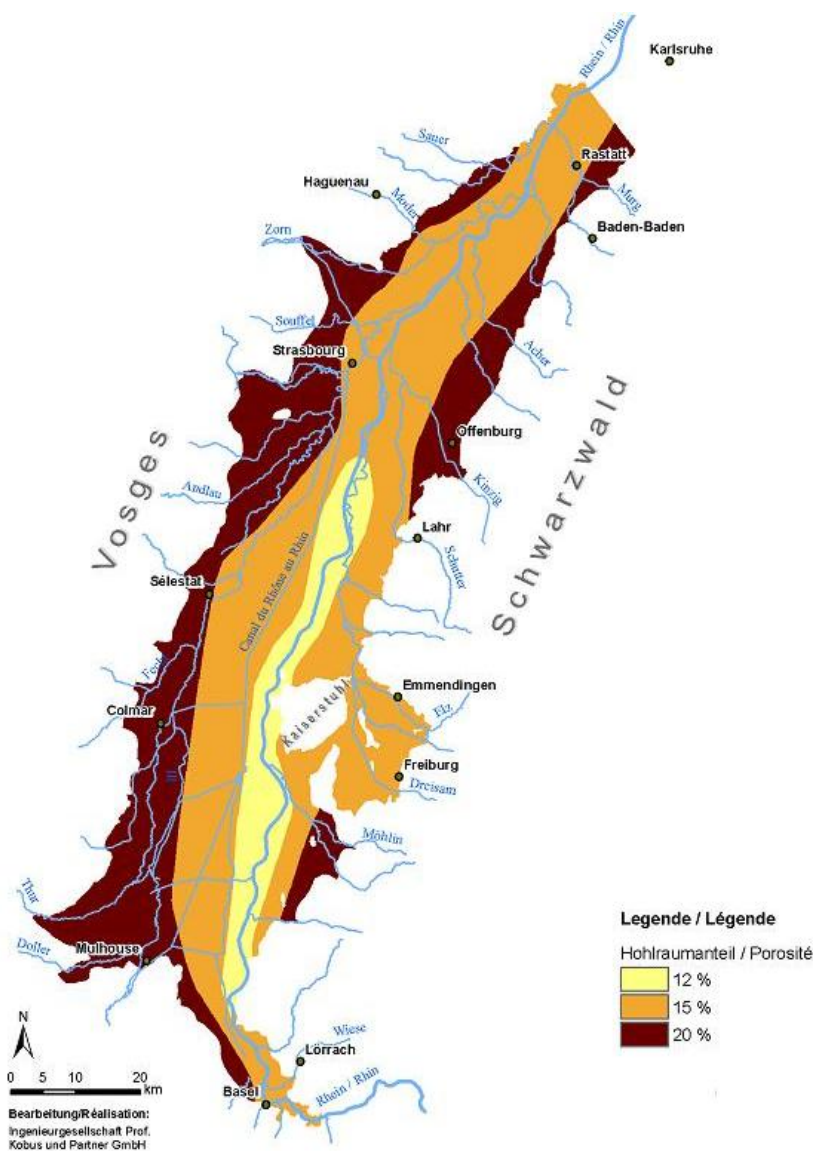 Karlsruhe
Rhein / Rhin
Sauer
Rastatt
Haguenau
Moder
Murg
Zorn
Baden-Baden
Souffel
Strasbourg
Acher
Vosges
Offenburg
Schwarzwald
Andlau
Kinzig
Lahr
Schutter
Canal du Rhône au Rhin
Sélestat
Fecht
Emmendingen
Kaiserstuhl
Elz
Colmar
Ill
Freiburg
Dreisam
Möhlin
Thur
Doller
Mulhouse
Legende / Légende
Hohlraumanteil / Porosité
12 %
15 %
20 %
N
Wiese
Lörrach
0 5 10 20
km
Basel
Rhein / Rhin
Bearbeitung/Réalisation:
Ingenieurgesellschaft Prof.
Kobus und Partner GmbH